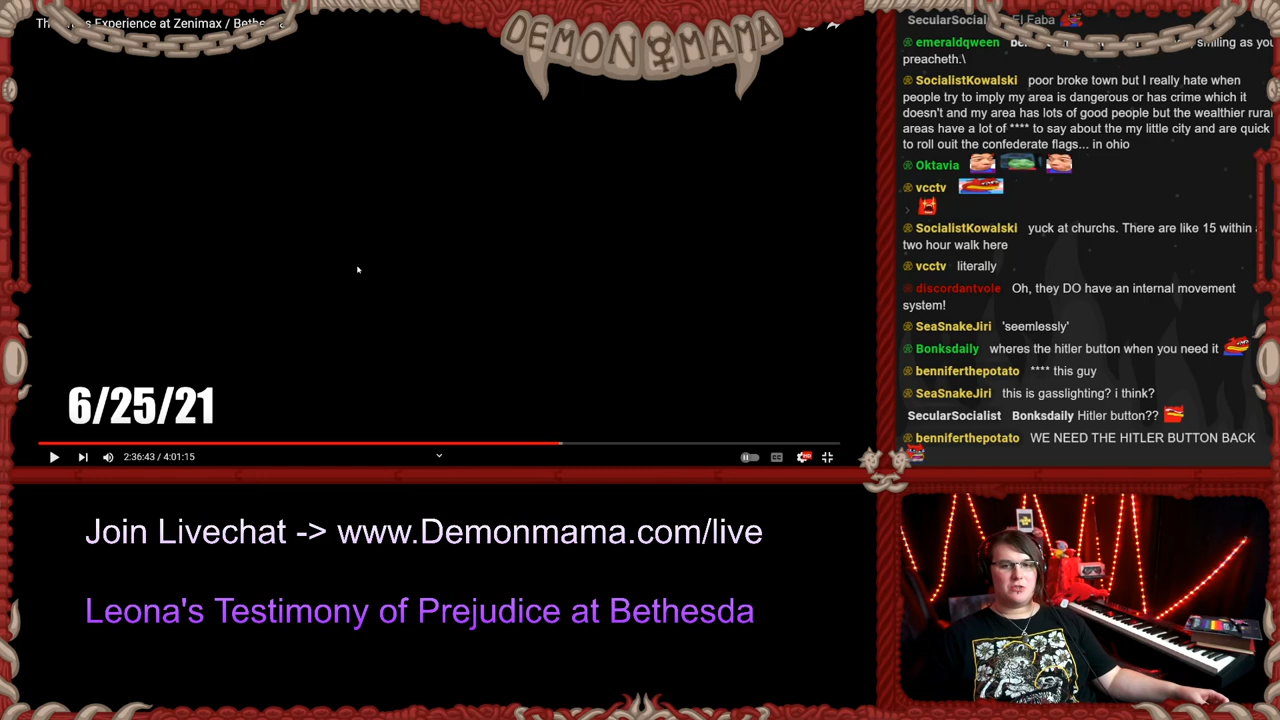 Experience at Zenimax /
DEMON MAMA
SecularSocial El Faba
emeraldqween smiling as you
preacheth.\
SocialistKowalski poor broke town but I really hate when
people try to imply my area is dangerous or has crime which it
doesn't and my area has lots of good people but the wealthier rural
areas have a lot of **** to say about the my little city and are quick
to roll ouit the confederate flags... in ohio
Oktavia
vcctv
>
SocialistKowalski yuck at churchs. There are like 15 within
two hour walk here
vcctv literally
discordantvole Oh, they DO have an internal movement
system!
SeaSnakeJiri 'seemlessly'
Bonksdaily wheres the hitler button when you need it
benniferthepotato **** this guy
SeaSnakeJiri this is gasslighting? i think?
SecularSocialist Bonksdaily Hitler button??
benniferthepotato WE NEED THE HITLER BUTTON BACK
6/25/21
2:36:43 / 4:01:15
Join Livechat -> www.Demonmama.com/live
Leona's Testimony of Prejudice at Bethesda